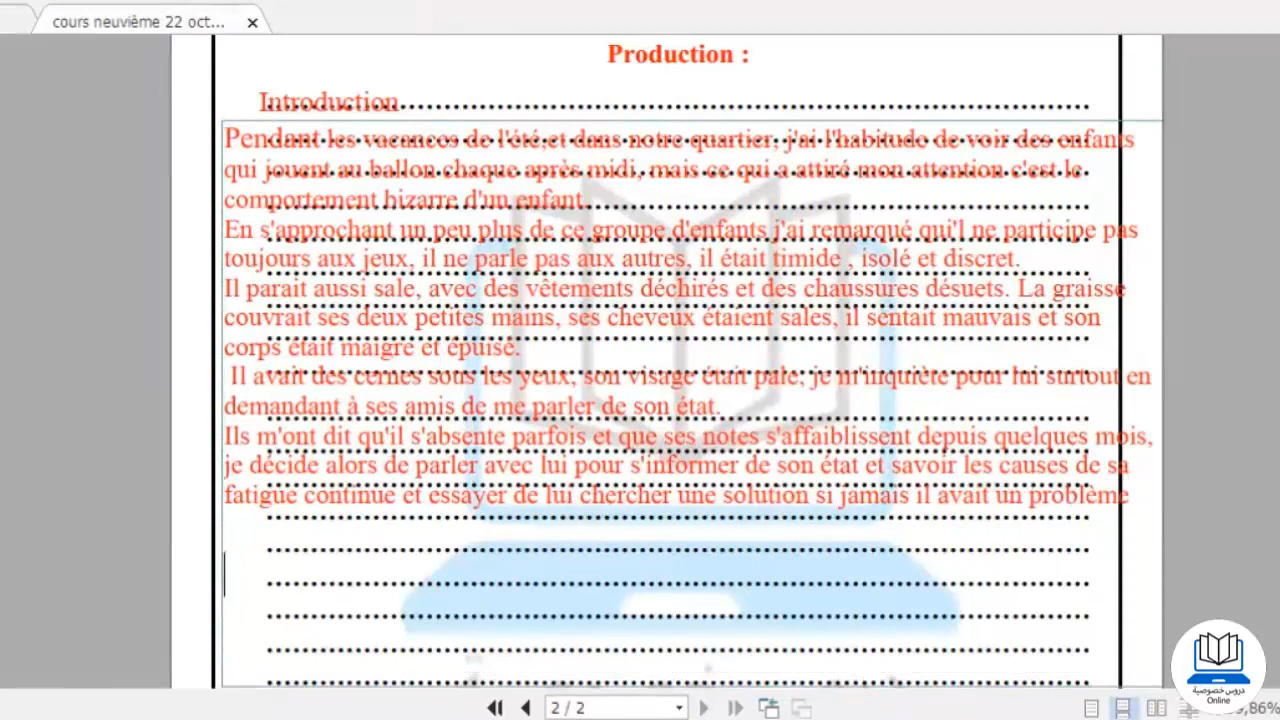 cours neuvième 22 oct...
Production :
Introduction
Pendant les vacances de l'été,et dans notre quartier, j'ai l'habitude de voir des enfants
qui jouent au ballon chaque après midi, mais ce qui a attiré mon attention c'est le
comportement bizarre d'un enfant.
En s'approchant un peu plus de ce groupe d'enfants j'ai remarqué qui'l ne participe pas
toujours aux jeux, il ne parle pas aux autres, il était timide , isolé et discret.
Il parait aussi sale, avec des vêtements déchirés et des chaussures désuets. La graisse
couvrait ses deux petites mains, ses cheveux étaient sales, il sentait mauvais et son
corps était maigre et épuisé.
Il avait des cernes sous les yeux, son visage était pale, je m'inquiète pour lui surtout en
demandant à ses amis de me parler de son état.
Ils m'ont dit qu'il s'absente parfois et que ses notes s'affaiblissent depuis quelques mois,
je décide alors de parler avec lui pour s'informer de son état et savoir les causes de sa
fatigue continue et essayer de lui chercher une solution si jamais il avait un problème
2 / 2
9,86%
دروس خصوصية
Online